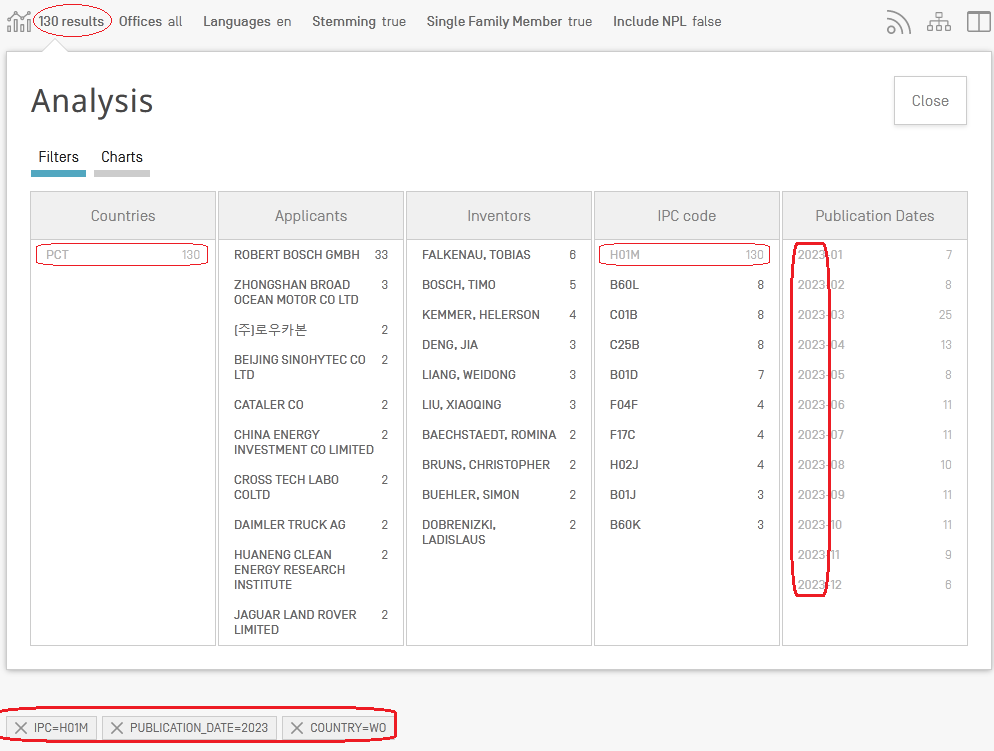 130 results Offices all Languages en Stemming true Single Family Member true Include NPL false
Analysis
Close
Filters Charts
Countries
PCT 130
Applicants
ROBERT BOSCH GMBH 33
ZHONGSHAN BROAD 3
OCEAN MOTOR CO LTD
[주]로우카본 2
BEIJING SINOHYTEC CO 2
LTD
CATALER CO 2
CHINA ENERGY 2
INVESTMENT CO LIMITED
CROSS TECH LABO 2
COLTD
DAIMLER TRUCK AG 2
HUANENG CLEAN 2
ENERGY RESEARCH
INSTITUTE
JAGUAR LAND ROVER 2
LIMITED
Inventors
FALKENAU, TOBIAS 6
BOSCH, TIMO 5
KEMMER, HELERSON 4
DENG, JIA 3
LIANG, WEIDONG 3
LIU, XIAOQING 3
BAECHSTAEDT, ROMINA 2
BRUNS, CHRISTOPHER 2
BUEHLER, SIMON 2
DOBRENIZKI, 2
LADISLAUS
IPC code
H01M 130
B60L 8
C01B 8
C25B 8
B01D 7
F04F 4
F17C 4
H02J 4
B01J 3
B60K 3
Publication Dates
2023-01 7
2023-02 8
2023-03 25
2023-04 13
2023-05 8
2023-06 11
2023-07 11
2023-08 10
2023-09 11
2023-10 11
2023-11 9
2023-12 6
IPC=H01M PUBLICATION_DATE=2023 COUNTRY=WO